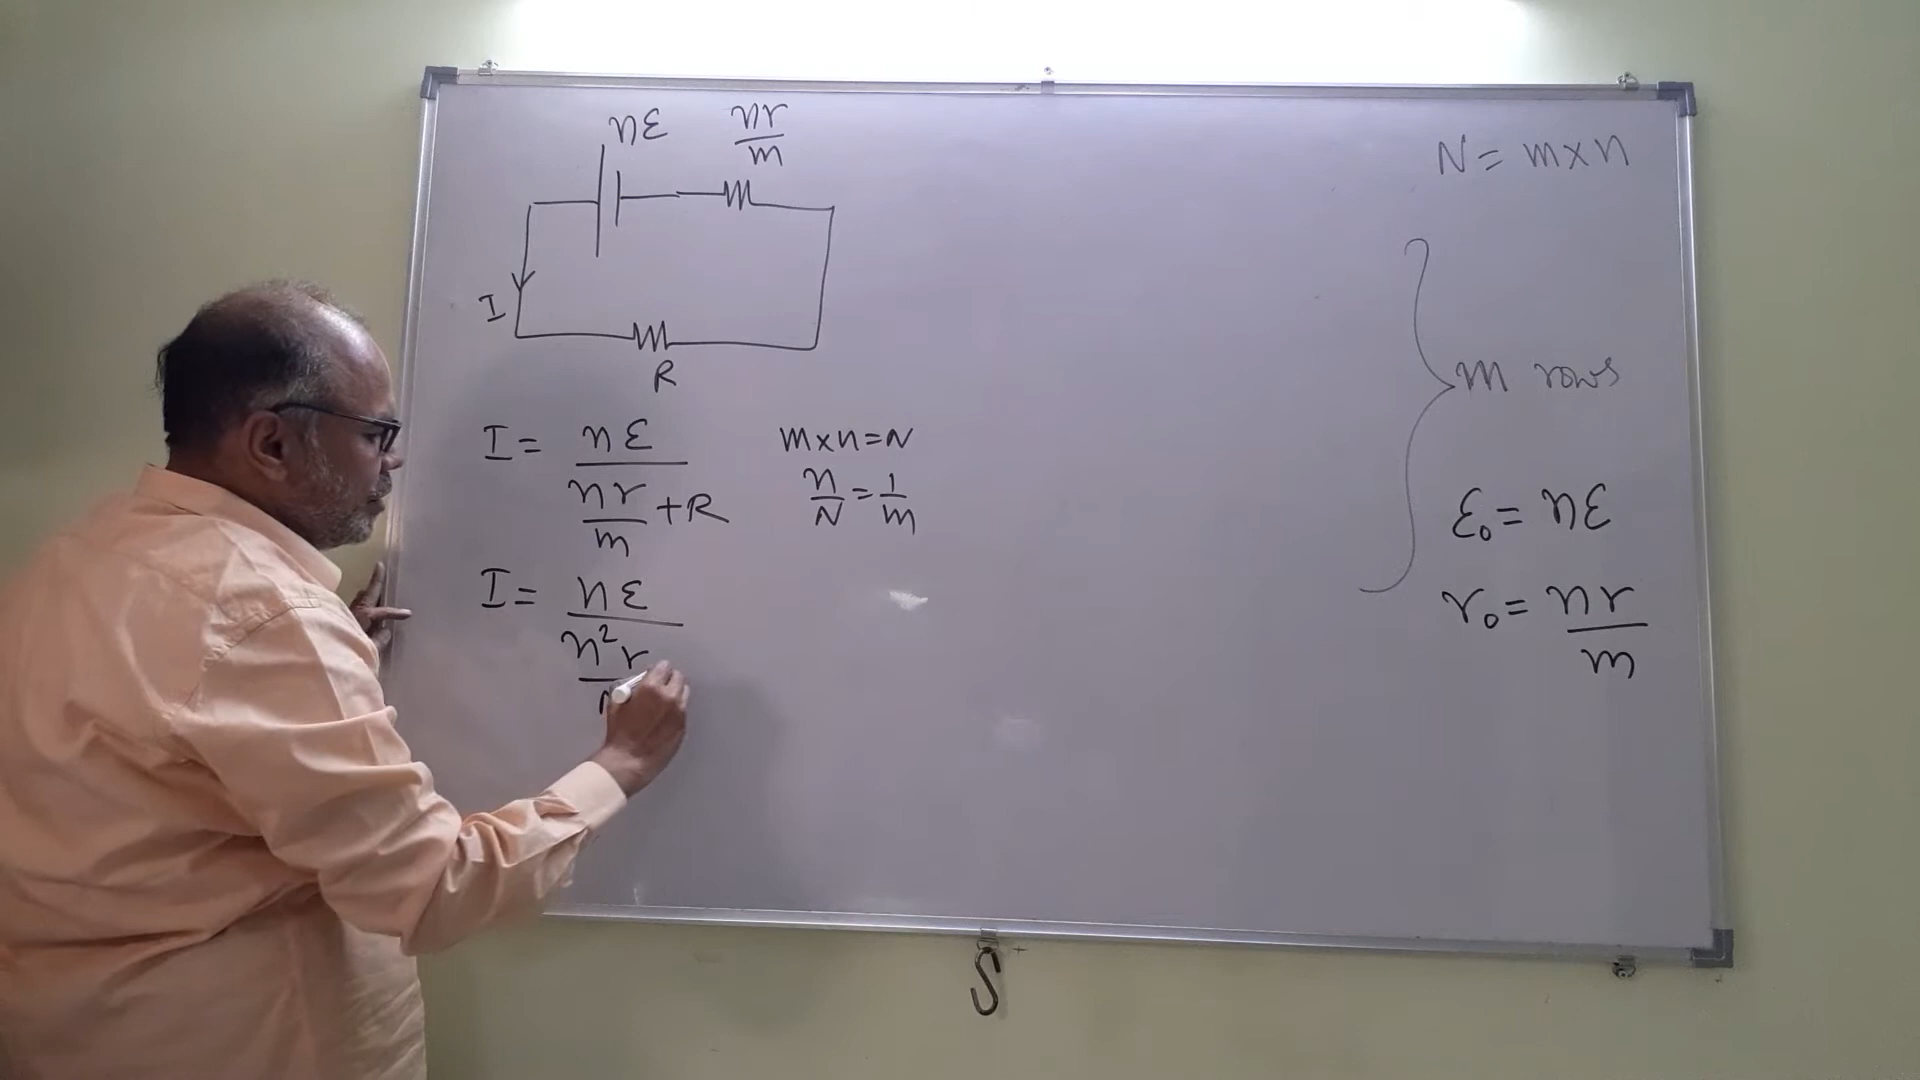 nε
nr/m
I
R
I = nε/(nr/m + R)
m×n=N
n/N = 1/m
I = nε/(n²r/
N = m×n
m rows
ε₀ = nε
r₀ = nr/m